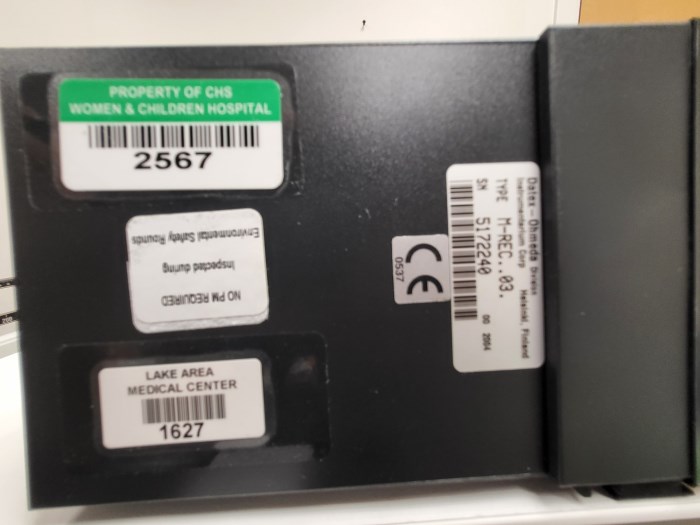 PROPERTY OF CHS
WOMEN & CHILDREN HOSPITAL
2567
NO PM REQUIRED
Inspected during
Environmental Safety Rounds
LAKE AREA
MEDICAL CENTER
1627
CE
0537
Datex - Ohmeda Division
Instrumentarium Corp Helsinki, Finland
TYPE M-REC..03.
SN 5172240 00 2004